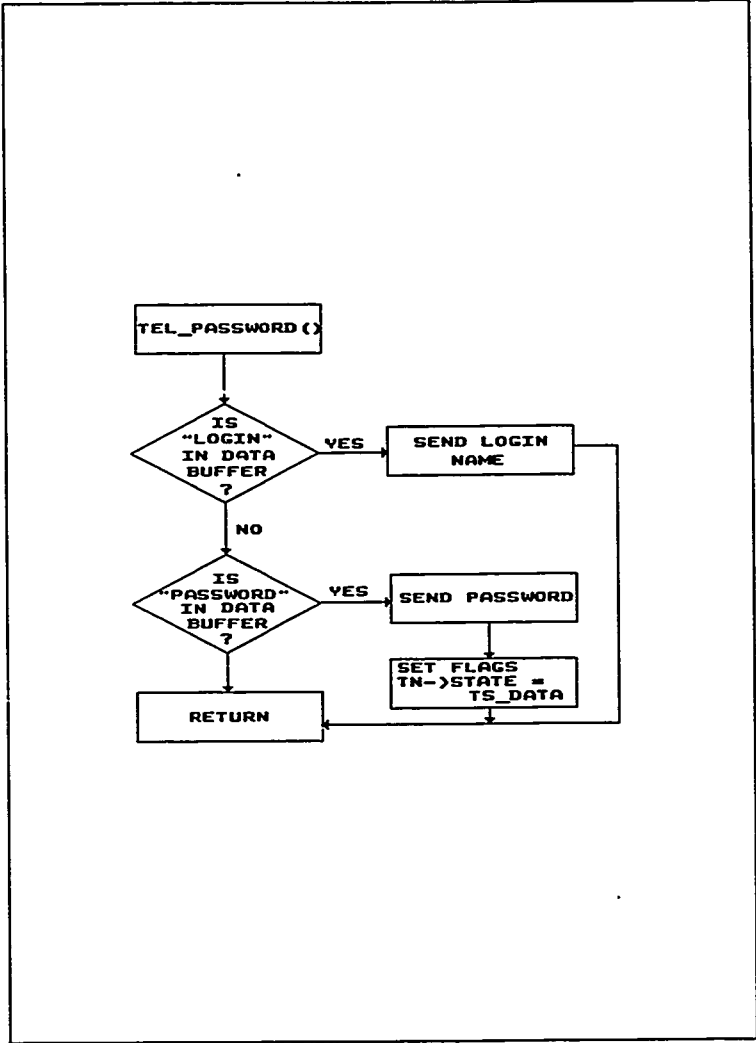 TEL_PASSWORD()
IS
"LOGIN"
IN DATA
BUFFER
?
YES
SEND LOGIN
NAME
NO
IS
"PASSWORD"
IN DATA
BUFFER
?
YES
SEND PASSWORD
SET FLAGS
TN->STATE =
TS_DATA
RETURN